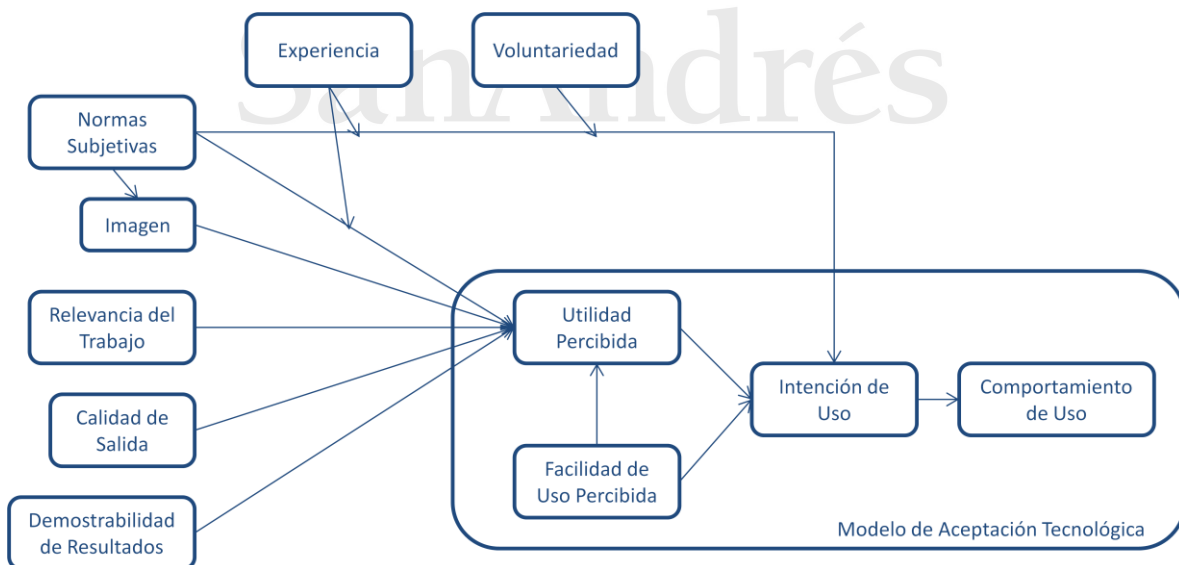 SanAndrés
Experiencia
Voluntariedad
Normas
Subjetivas
Imagen
Relevancia del
Trabajo
Calidad de
Salida
Demostrabilidad
de Resultados
Utilidad
Percibida
Facilidad de
Uso Percibida
Intención de
Uso
Comportamiento
de Uso
Modelo de Aceptación Tecnológica